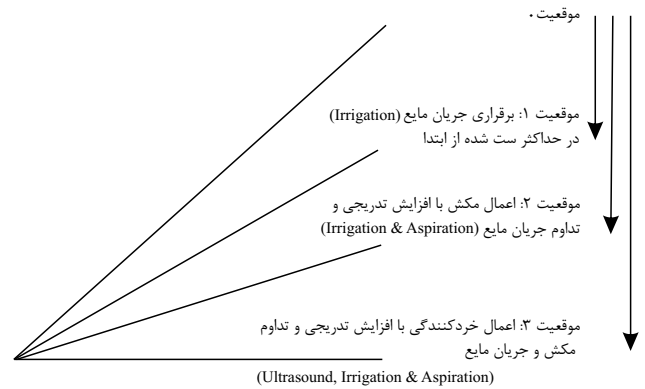 موقعیت ۰
موقعیت ۱: برقراری جریان مایع (Irrigation)
در حداکثر ست شده از ابتدا
موقعیت ۲: اعمال مکش با افزایش تدریجی و
تداوم جریان مایع (Irrigation & Aspiration)
موقعیت ۳: اعمال خردکنندگی با افزایش تدریجی و تداوم
مکش و جریان مایع
(Ultrasound, Irrigation & Aspiration)